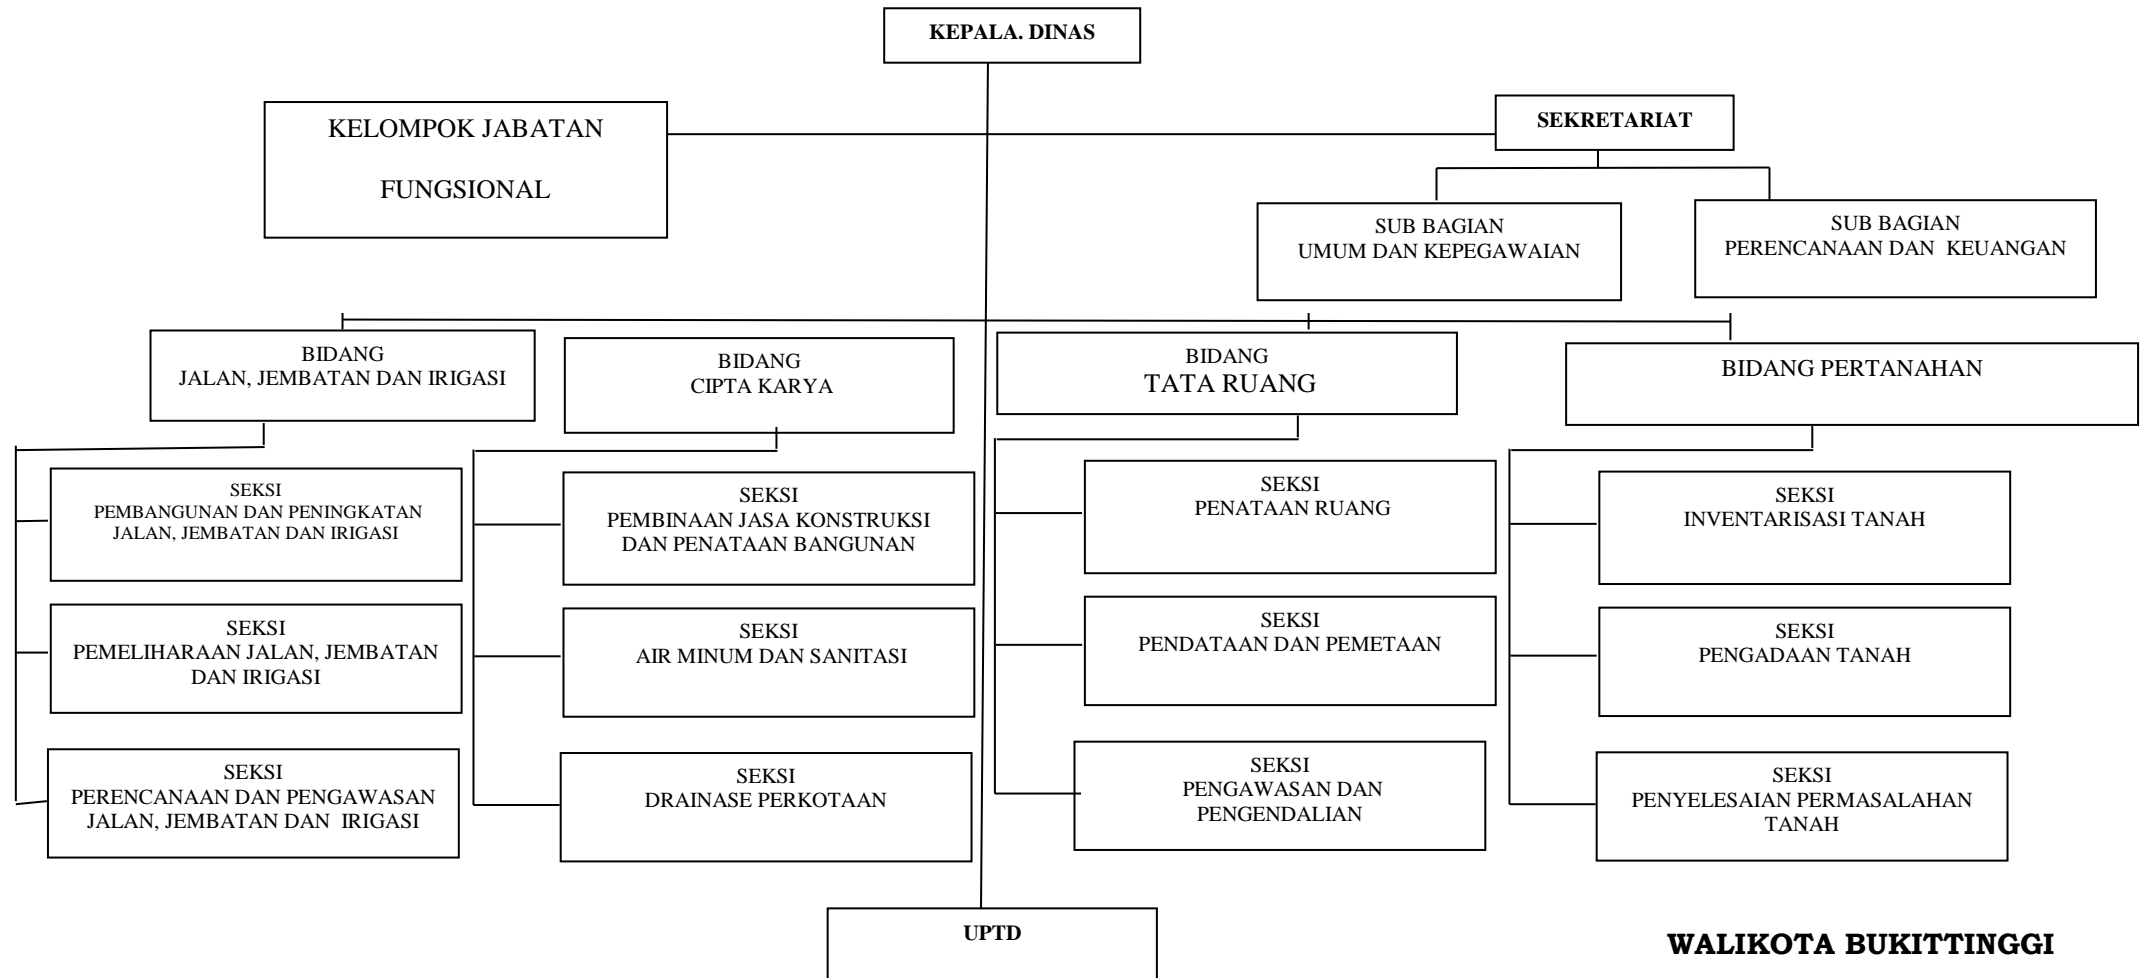 KEPALA. DINAS
KELOMPOK JABATAN
FUNGSIONAL
SEKRETARIAT
SUB BAGIAN
UMUM DAN KEPEGAWAIAN
SUB BAGIAN
PERENCANAAN DAN KEUANGAN
BIDANG
JALAN, JEMBATAN DAN IRIGASI
BIDANG
CIPTA KARYA
BIDANG
TATA RUANG
BIDANG PERTANAHAN
SEKSI
PEMBANGUNAN DAN PENINGKATAN
JALAN, JEMBATAN DAN IRIGASI
SEKSI
PEMBINAAN JASA KONSTRUKSI
DAN PENATAAN BANGUNAN
SEKSI
PENATAAN RUANG
SEKSI
INVENTARISASI TANAH
SEKSI
PEMELIHARAAN JALAN, JEMBATAN
DAN IRIGASI
SEKSI
AIR MINUM DAN SANITASI
SEKSI
PENDATAAN DAN PEMETAAN
SEKSI
PENGADAAN TANAH
SEKSI
PERENCANAAN DAN PENGAWASAN
JALAN, JEMBATAN DAN IRIGASI
SEKSI
DRAINASE PERKOTAAN
SEKSI
PENGAWASAN DAN
PENGENDALIAN
SEKSI
PENYELESAIAN PERMASALAHAN
TANAH
UPTD
WALIKOTA BUKITTINGGI